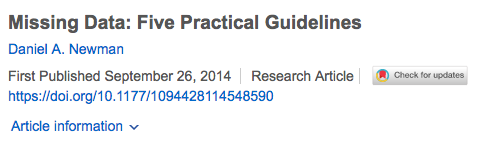 Missing Data: Five Practical Guidelines
Daniel A. Newman
First Published September 26, 2014 Research Article Check for updates
https://doi.org/10.1177/1094428114548590
Article information